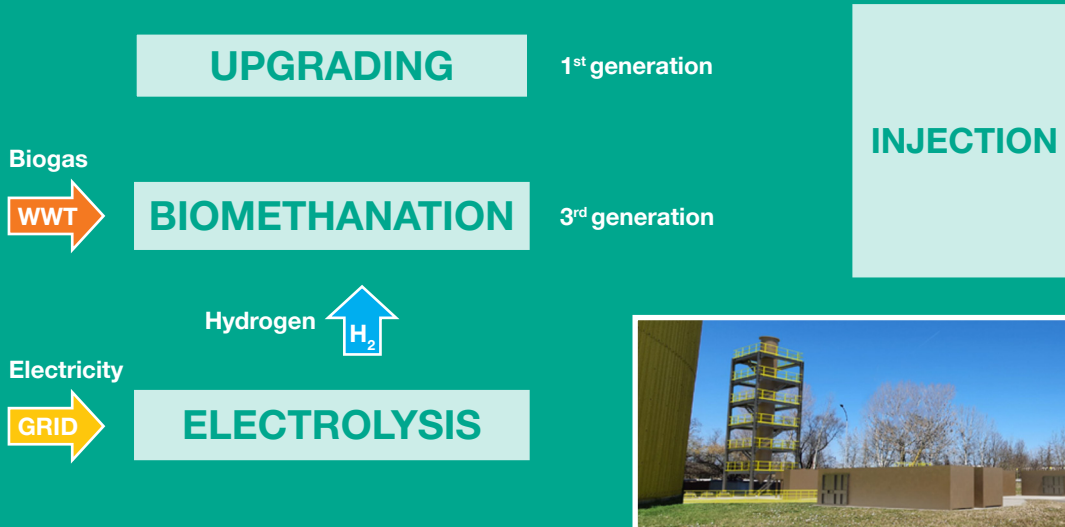 UPGRADING
1st generation
INJECTION
Biogas
WWT
BIOMETHANATION
3rd generation
Hydrogen
H2
Electricity
GRID
ELECTROLYSIS